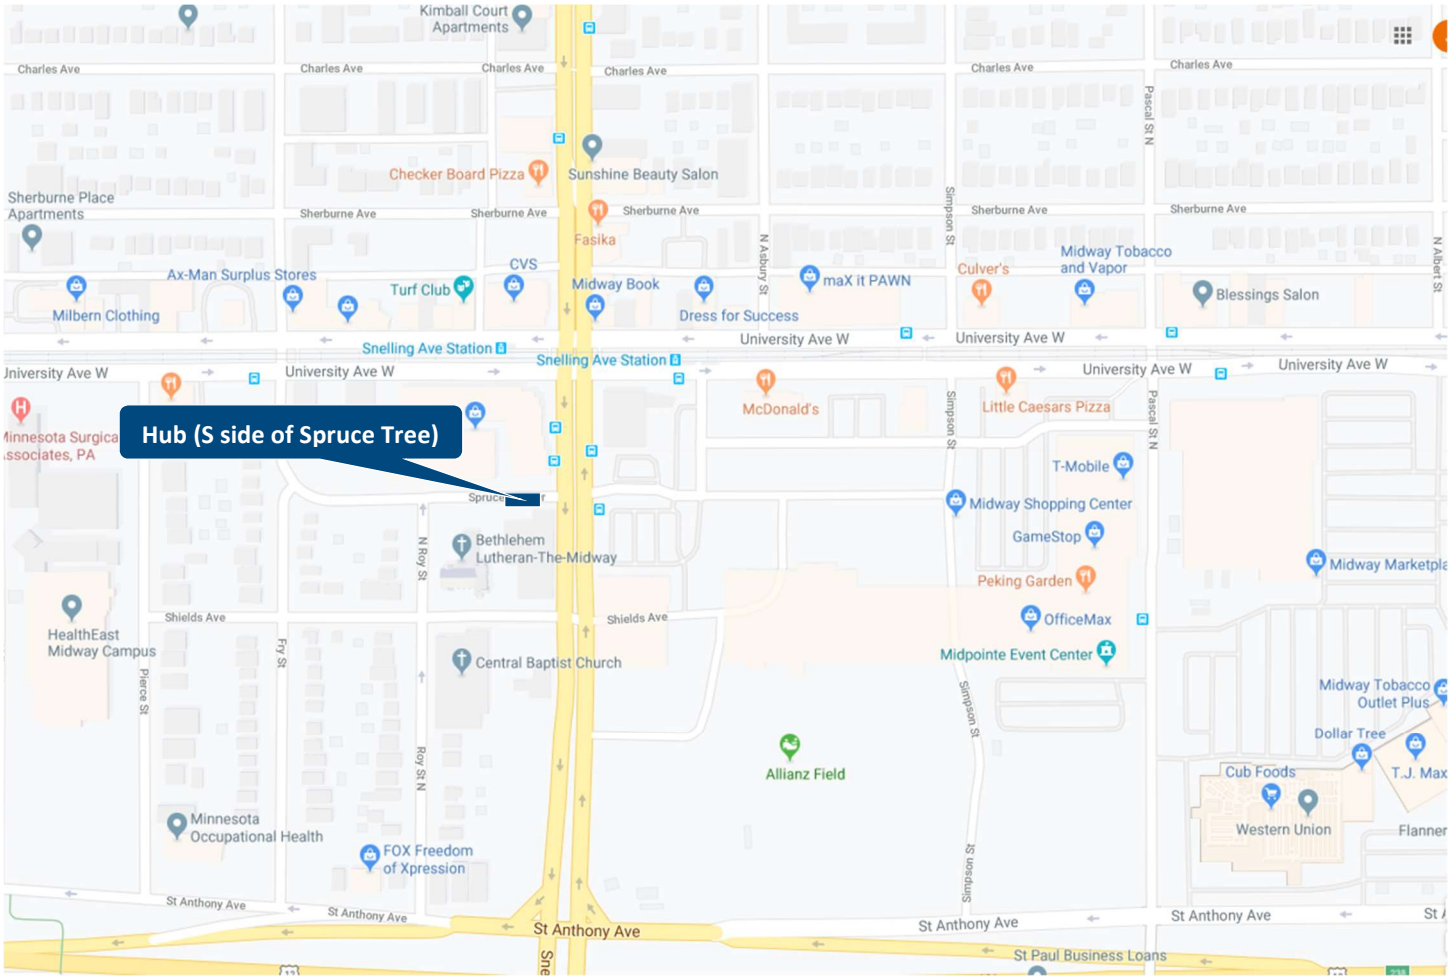 Kimball Court
Apartments
Charles Ave
Charles Ave
Charles Ave
Charles Ave
Charles Ave
Charles Ave
Pascal St N
Checker Board Pizza
Sunshine Beauty Salon
Sherburne Place
Apartments
Sherburne Ave
Sherburne Ave
Sherburne Ave
Sherburne Ave
Sherburne Ave
Simpson St
Fasika
N Asbury St
N Albert St
Ax-Man Surplus Stores
CVS
Turf Club
Midway Book
maX it PAWN
Culver's
Midway Tobacco
and Vapor
Blessings Salon
Milbern Clothing
Dress for Success
University Ave W
University Ave W
Snelling Ave Station
Snelling Ave Station
University Ave W
University Ave W
University Ave W
University Ave W
McDonald's
Little Caesars Pizza
Simpson St
Pascal St N
Hub (S side of Spruce Tree)
Minnesota Surgica
Associates, PA
T-Mobile
Spruce
Midway Shopping Center
GameStop
Bethlehem
Lutheran-The-Midway
N Roy St
Peking Garden
Midway Marketpla
HealthEast
Midway Campus
Shields Ave
Shields Ave
OfficeMax
Fry St
Central Baptist Church
Midpointe Event Center
Pierce St
Simpson St
Midway Tobacco
Outlet Plus
Roy St N
Dollar Tree
Allianz Field
Cub Foods
T.J. Max
Minnesota
Occupational Health
Western Union
Flanner
FOX Freedom
of Xpression
Simpson St
St Anthony Ave
St Anthony Ave
St Anthony Ave
St Anthony Ave
St Anthony Ave
St A
Sne
St Paul Business Loans